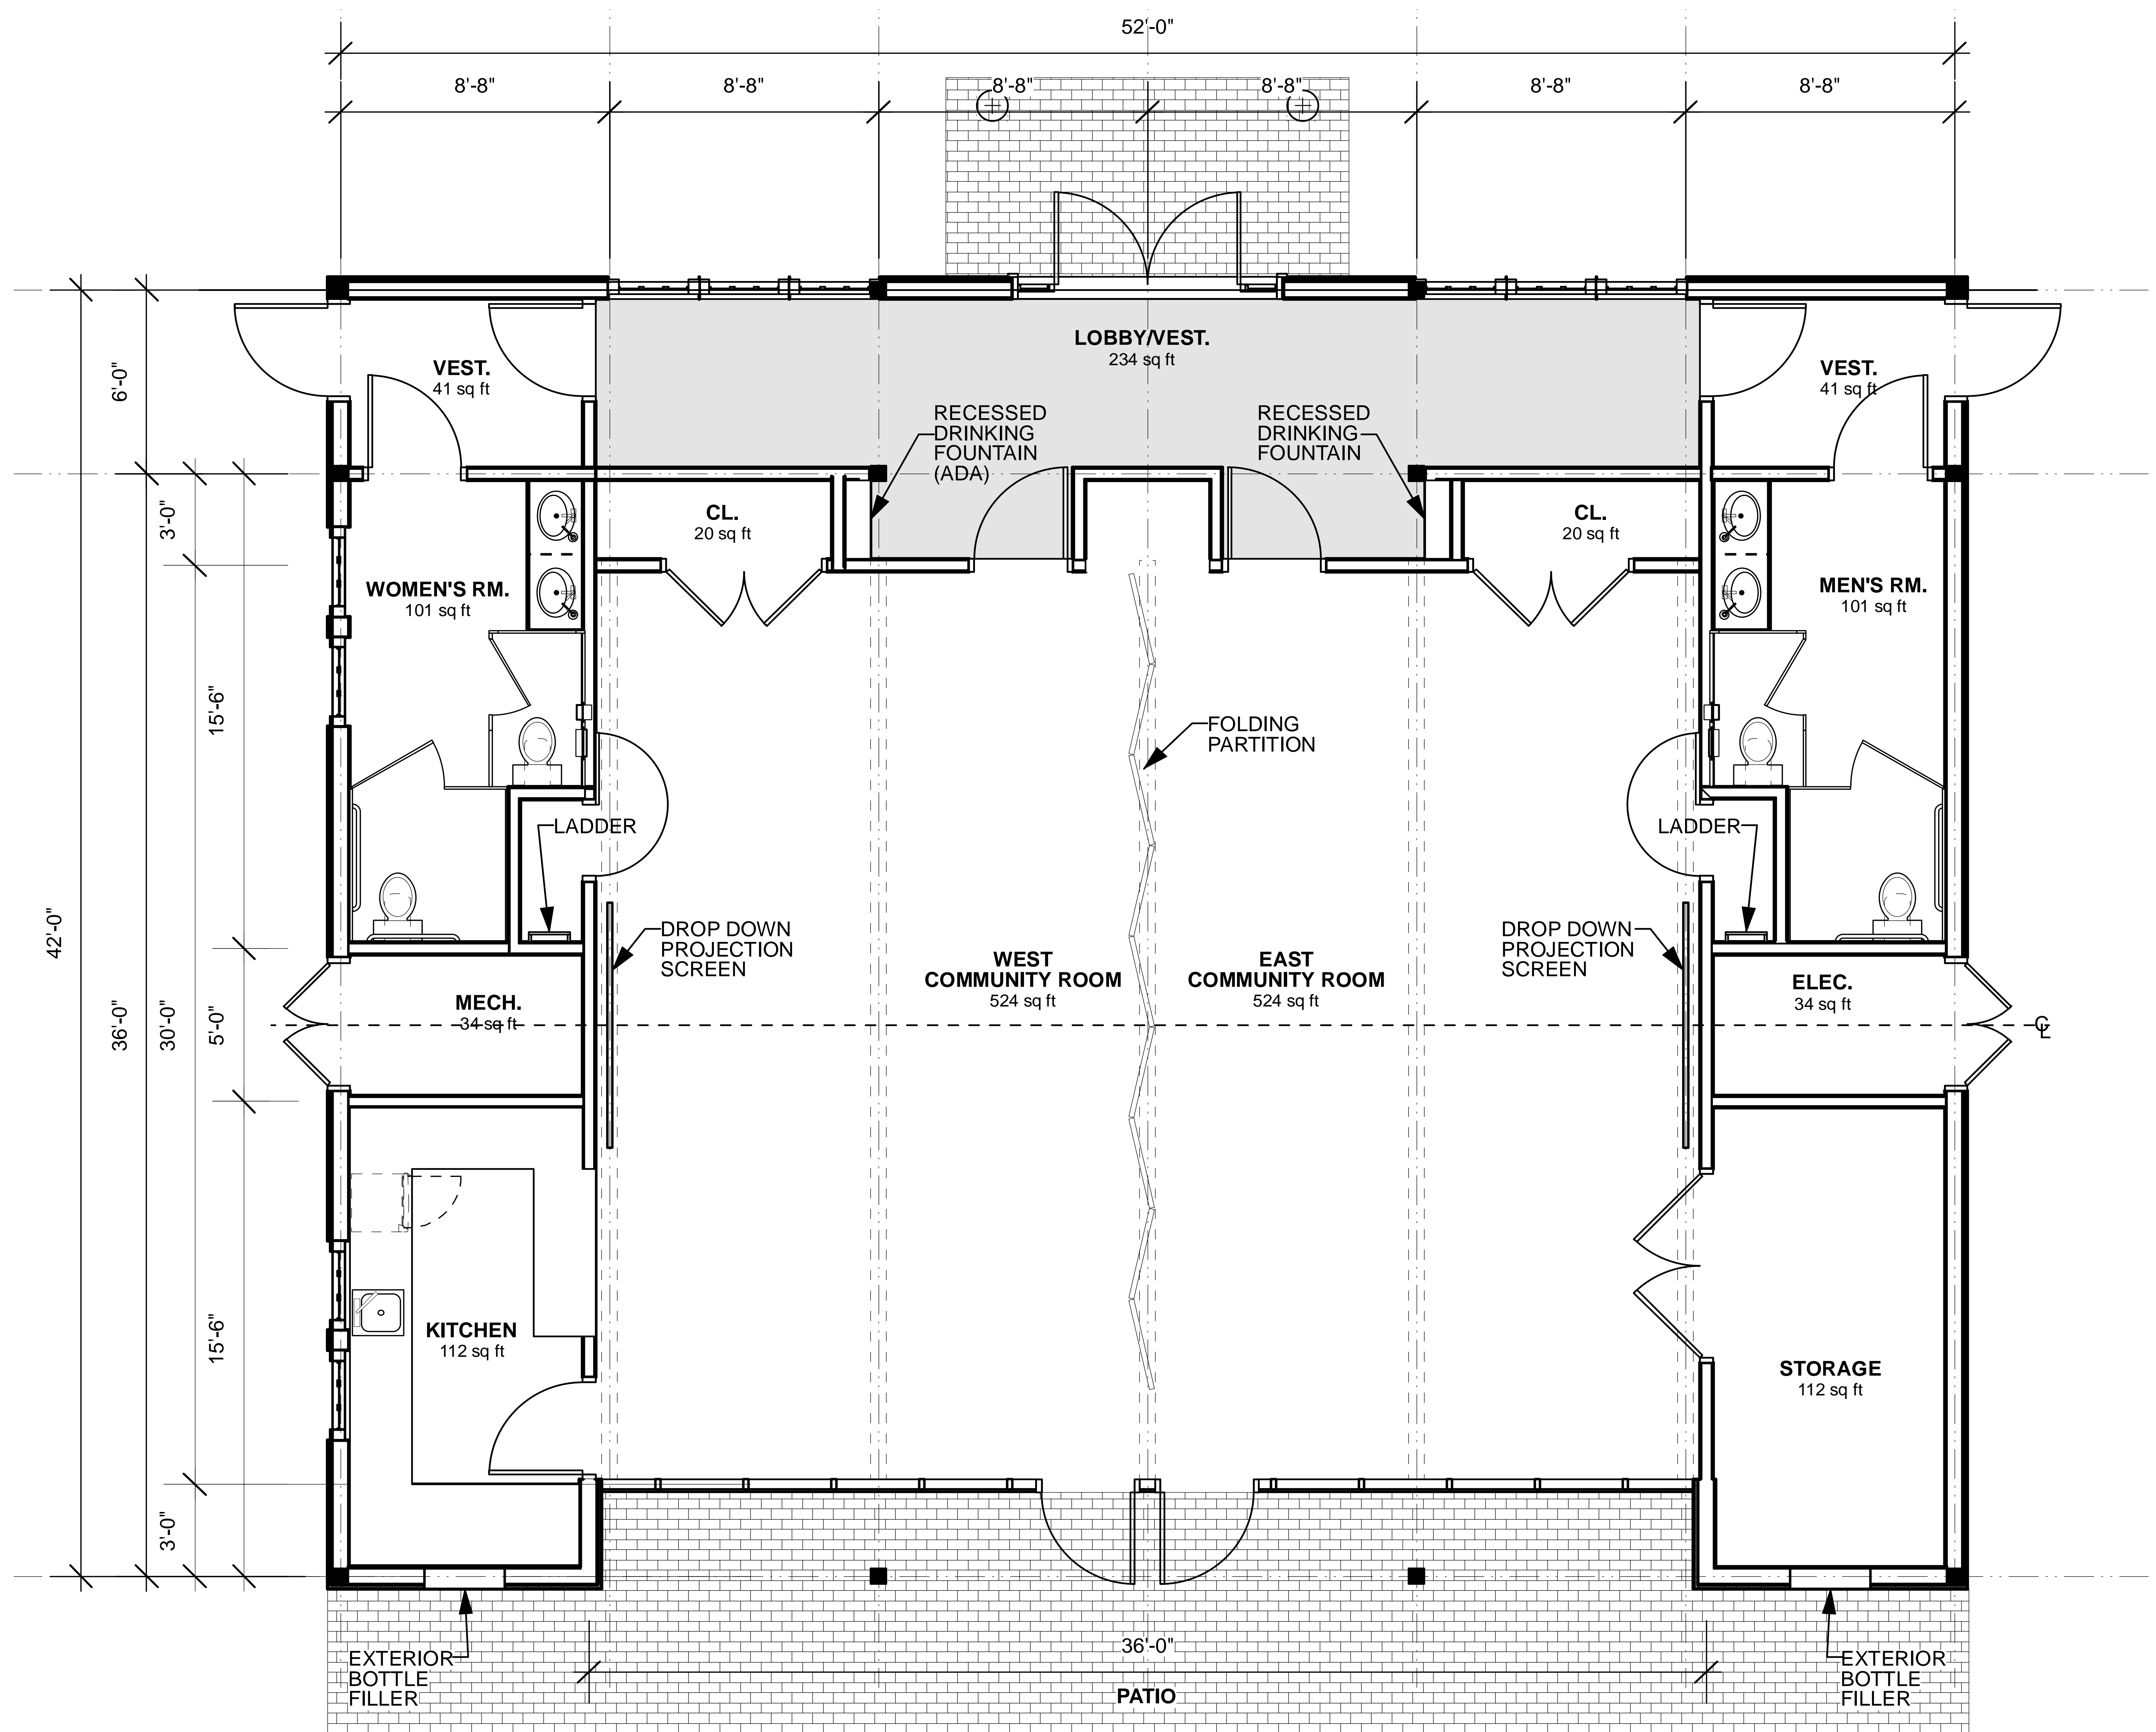 52'-0"
8'-8"
8'-8"
8'-8"
8'-8"
8'-8"
8'-8"
LOBBY/VEST.
234 sq ft
VEST.
41 sq ft
VEST.
41 sq ft
6'-0"
RECESSED
DRINKING
FOUNTAIN
(ADA)
RECESSED
DRINKING
FOUNTAIN
3'-0"
CL.
20 sq ft
CL.
20 sq ft
WOMEN'S RM.
101 sq ft
MEN'S RM.
101 sq ft
15'-6"
FOLDING
PARTITION
LADDER
LADDER
42'-0"
DROP DOWN
PROJECTION
SCREEN
DROP DOWN
PROJECTION
SCREEN
WEST
COMMUNITY ROOM
524 sq ft
EAST
COMMUNITY ROOM
524 sq ft
MECH.
34 sq ft
ELEC.
34 sq ft
36'-0"
30'-0"
5'-0"
CL
KITCHEN
112 sq ft
15'-6"
STORAGE
112 sq ft
3'-0"
36'-0"
EXTERIOR
BOTTLE
FILLER
EXTERIOR
BOTTLE
FILLER
PATIO